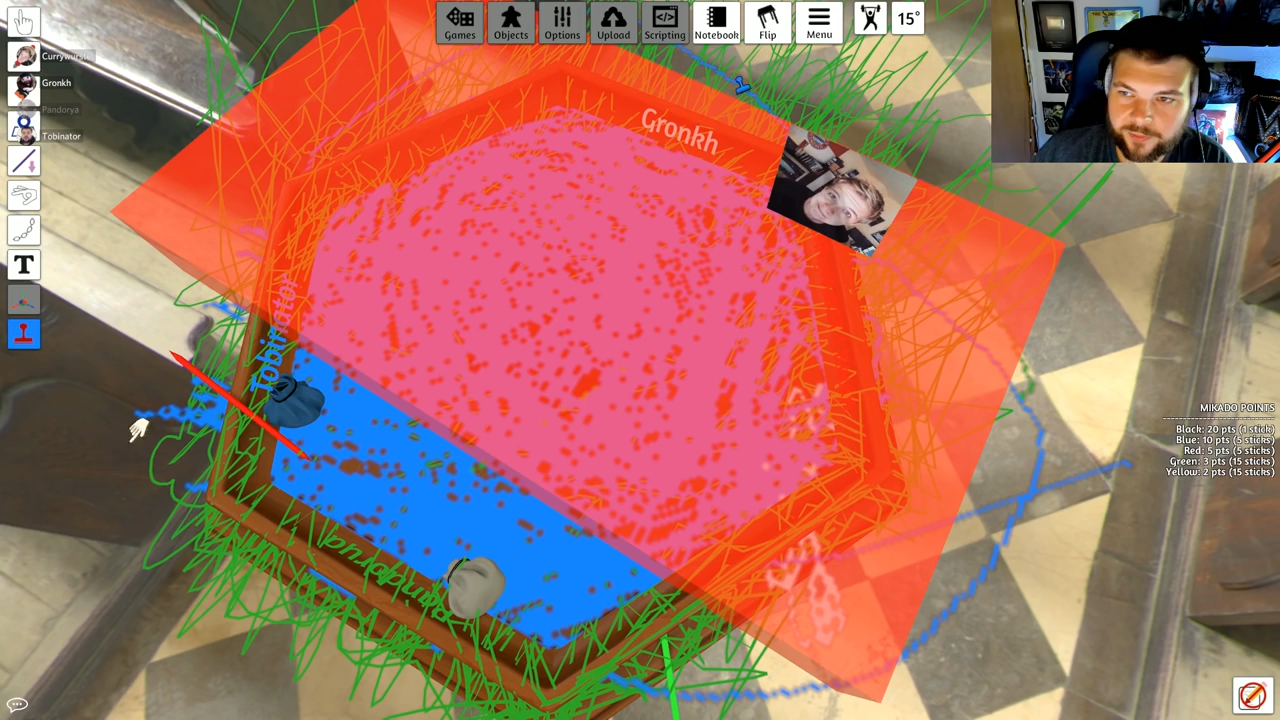 Games
Objects
Options
Upload
Scripting
Notebook
Flip
Menu
15°
Currywurst
Gronkh
Pandorya
Tobinator
T
Gronkh
Tobinator
MIKADO POINTS
Black: 20 pts (1 stick)
Blue: 10 pts (5 sticks)
Red: 5 pts (5 sticks)
Green: 3 pts (15 sticks)
Yellow: 2 pts (15 sticks)